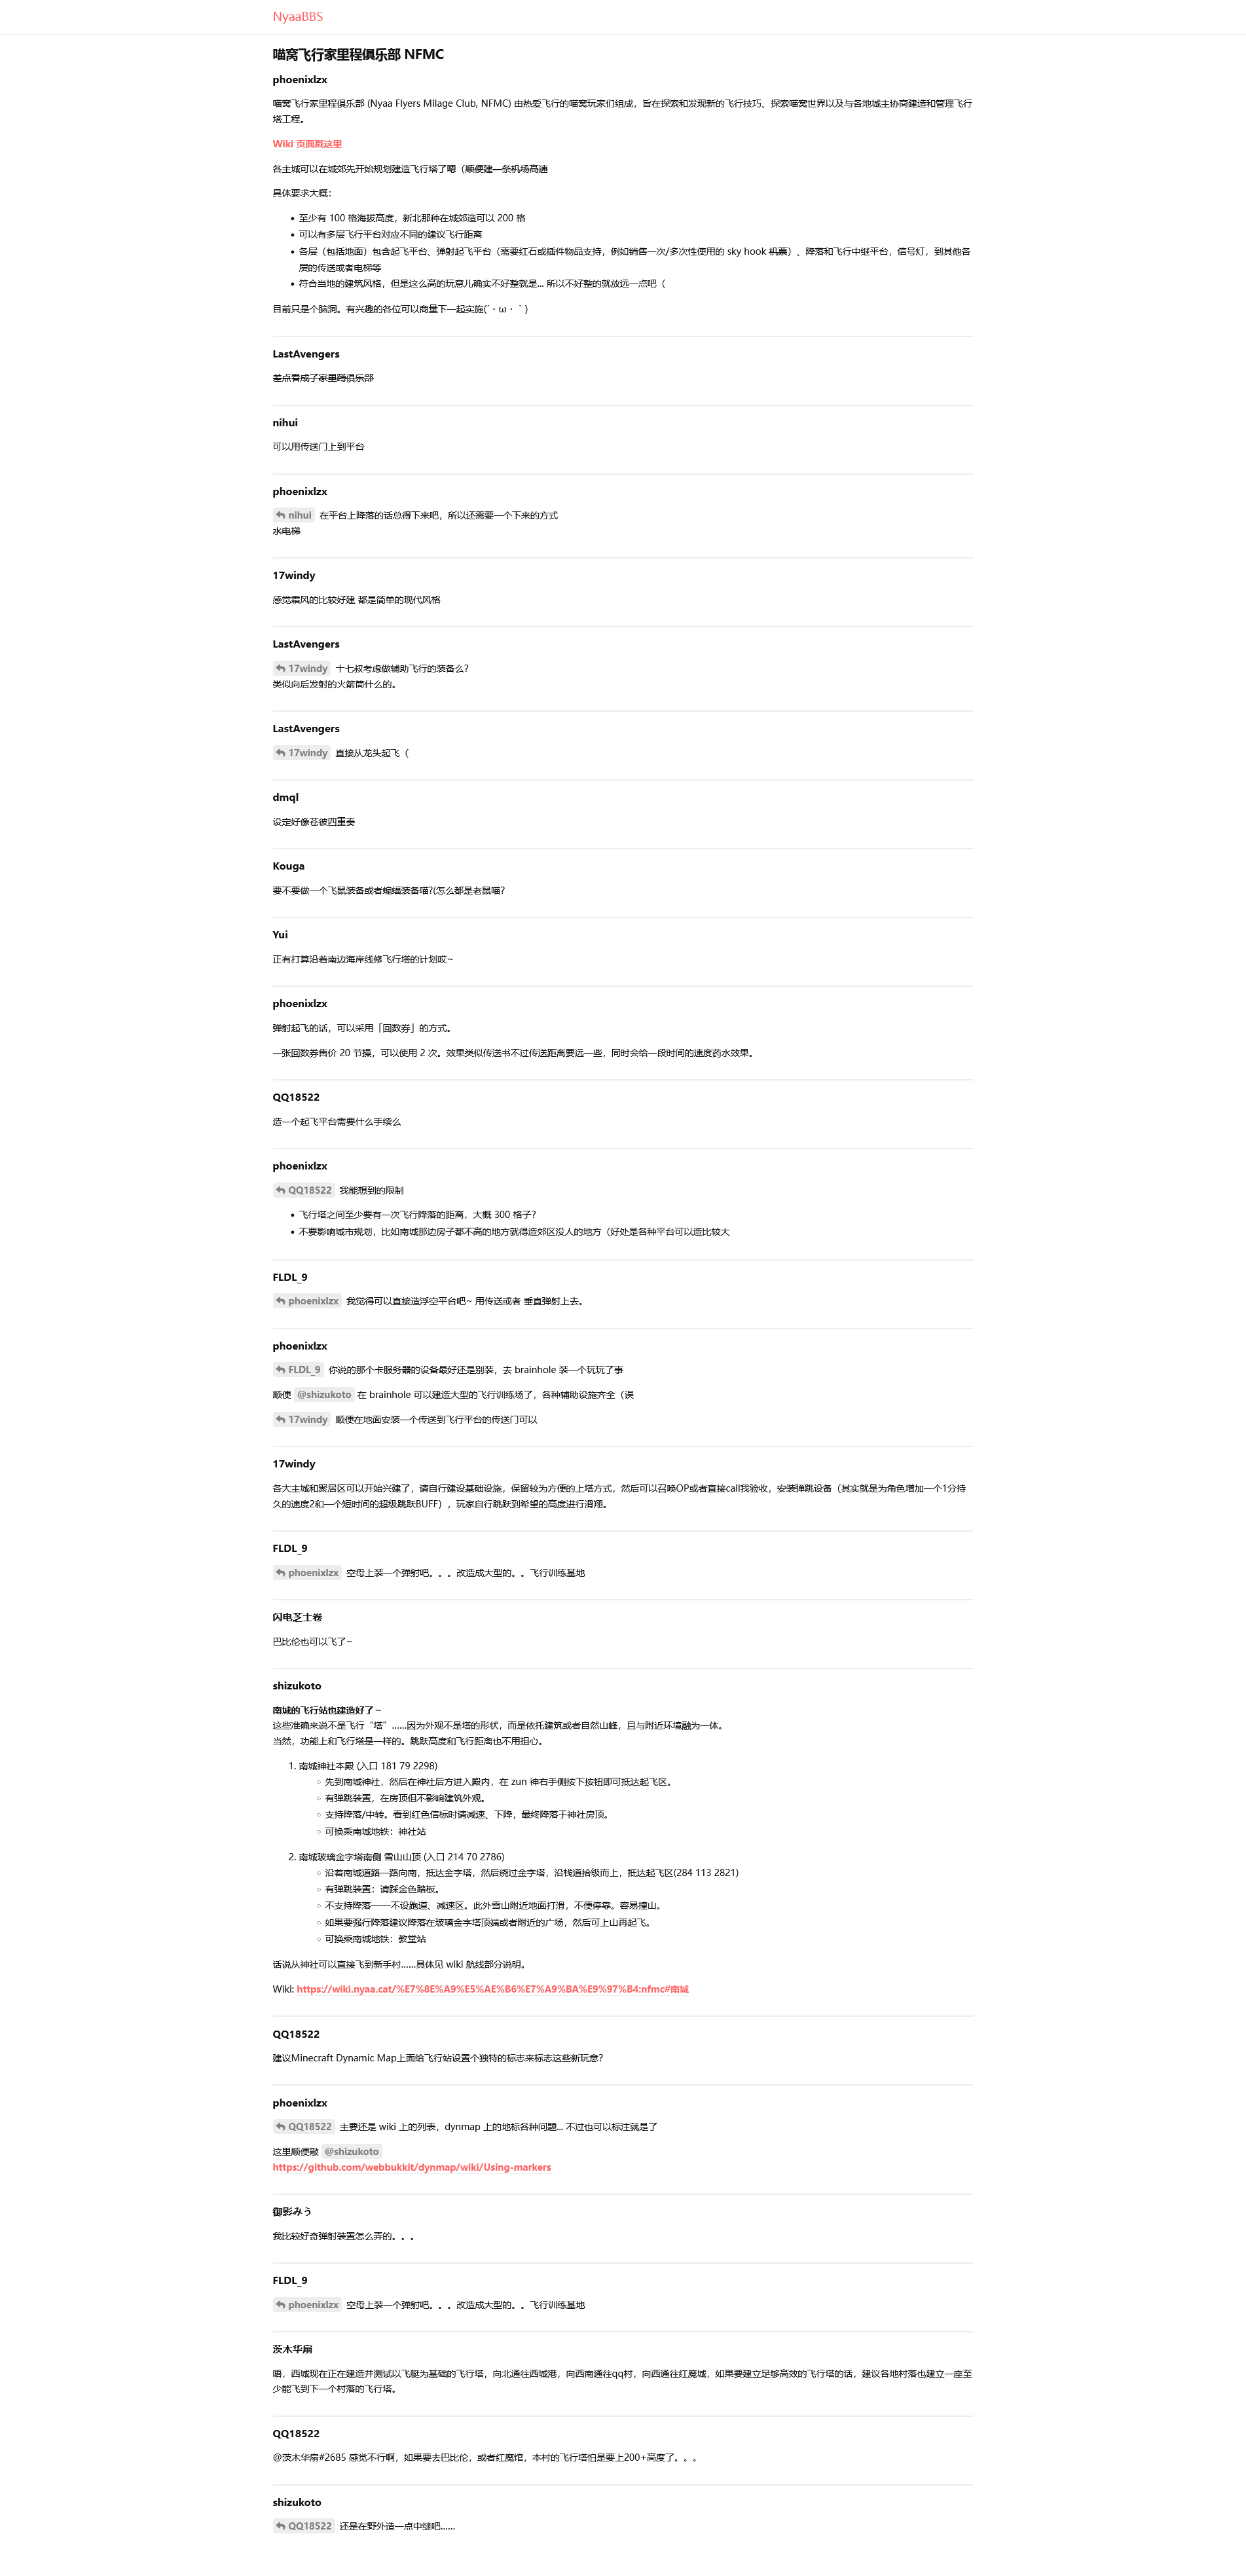 NyaaBBS
喵窝飞行家里程俱乐部 NFMC
phoenixlzx
喵窝飞行家里程俱乐部 (Nyaa Flyers Milage Club, NFMC) 由热爱飞行的喵窝玩家们组成，旨在探索和发现新的飞行技巧、探索喵窝世界以及与各地城主协商建造和管理飞行
塔工程。
Wiki 页面戳这里
各主城可以在城郊先开始规划建造飞行塔了嗯（顺便建一条机场高速
具体要求大概：
• 至少有 100 格海拔高度，新北那种在城郊造可以 200 格
• 可以有多层飞行平台对应不同的建议飞行距离
• 各层（包括地面）包含起飞平台、弹射起飞平台（需要红石或插件物品支持，例如销售一次/多次性使用的 sky hook 机票）、降落和飞行中继平台，信号灯，到其他各
层的传送或者电梯等
• 符合当地的建筑风格，但是这么高的玩意儿确实不好整就是... 所以不好整的就放远一点吧（
目前只是个脑洞。有兴趣的各位可以商量下一起实施(´・ω・｀)
LastAvengers
差点看成了家里蹲俱乐部
nihui
可以用传送门上到平台
phoenixlzx
nihui 在平台上降落的话总得下来吧，所以还需要一个下来的方式
水电梯
17windy
感觉霜风的比较好建 都是简单的现代风格
LastAvengers
17windy 十七叔考虑做辅助飞行的装备么？
类似向后发射的火箭筒什么的。
LastAvengers
17windy 直接从龙头起飞（
dmql
设定好像苍彼四重奏
Kouga
要不要做一个飞鼠装备或者蝙蝠装备喵?(怎么都是老鼠喵?
Yui
正有打算沿着南边海岸线修飞行塔的计划哎~
phoenixlzx
弹射起飞的话，可以采用「回数券」的方式。
一张回数券售价 20 节操，可以使用 2 次。效果类似传送书不过传送距离要远一些，同时会给一段时间的速度药水效果。
QQ18522
造一个起飞平台需要什么手续么
phoenixlzx
QQ18522 我能想到的限制
• 飞行塔之间至少要有一次飞行降落的距离，大概 300 格子？
• 不要影响城市规划，比如南城那边房子都不高的地方就得造郊区没人的地方（好处是各种平台可以造比较大
FLDL_9
phoenixlzx 我觉得可以直接造浮空平台吧~ 用传送或者 垂直弹射上去。
phoenixlzx
FLDL_9 你说的那个卡服务器的设备最好还是别装，去 brainhole 装一个玩玩了事
顺便 @shizukoto 在 brainhole 可以建造大型的飞行训练场了，各种辅助设施齐全（误
17windy 顺便在地面安装一个传送到飞行平台的传送门可以
17windy
各大主城和聚居区可以开始兴建了，请自行建设基础设施，保留较为方便的上塔方式，然后可以召唤OP或者直接call我验收，安装弹跳设备（其实就是为角色增加一个1分持
久的速度2和一个短时间的超级跳跃BUFF），玩家自行跳跃到希望的高度进行滑翔。
FLDL_9
phoenixlzx 空母上装一个弹射吧。。。改造成大型的。。飞行训练基地
闪电芝士卷
巴比伦也可以飞了~
shizukoto
南城的飞行站也建造好了～
这些准确来说不是飞行“塔”……因为外观不是塔的形状，而是依托建筑或者自然山峰，且与附近环境融为一体。
当然，功能上和飞行塔是一样的。跳跃高度和飞行距离也不用担心。
1. 南城神社本殿 (入口 181 79 2298)
◦ 先到南城神社，然后在神社后方进入殿内，在 zun 神右手侧按下按钮即可抵达起飞区。
◦ 有弹跳装置，在房顶但不影响建筑外观。
◦ 支持降落/中转。看到红色信标时请减速、下降，最终降落于神社房顶。
◦ 可换乘南城地铁：神社站
2. 南城玻璃金字塔南侧 雪山山顶 (入口 214 70 2786)
◦ 沿着南城道路一路向南，抵达金字塔，然后绕过金字塔，沿栈道拾级而上，抵达起飞区(284 113 2821)
◦ 有弹跳装置：请踩金色踏板。
◦ 不支持降落——不设跑道、减速区。此外雪山附近地面打滑，不便停靠。容易撞山。
◦ 如果要强行降落建议降落在玻璃金字塔顶端或者附近的广场，然后可上山再起飞。
◦ 可换乘南城地铁：教堂站
话说从神社可以直接飞到新手村……具体见 wiki 航线部分说明。
Wiki: https://wiki.nyaa.cat/%E7%8E%A9%E5%AE%B6%E7%A9%BA%E9%97%B4:nfmc#南城
QQ18522
建议Minecraft Dynamic Map上面给飞行站设置个独特的标志来标志这些新玩意？
phoenixlzx
QQ18522 主要还是 wiki 上的列表，dynmap 上的地标各种问题... 不过也可以标注就是了
这里顺便敲 @shizukoto
https://github.com/webbukkit/dynmap/wiki/Using-markers
御影みう
我比较好奇弹射装置怎么弄的。。。
FLDL_9
phoenixlzx 空母上装一个弹射吧。。。改造成大型的。。飞行训练基地
茨木华扇
唔，西城现在正在建造并测试以飞艇为基础的飞行塔，向北通往西城港，向西南通往qq村，向西通往红魔城，如果要建立足够高效的飞行塔的话，建议各地村落也建立一座至
少能飞到下一个村落的飞行塔。
QQ18522
@茨木华扇#2685 感觉不行啊，如果要去巴比伦，或者红魔馆，本村的飞行塔怕是要上200+高度了。。。
shizukoto
QQ18522 还是在野外造一点中继吧……